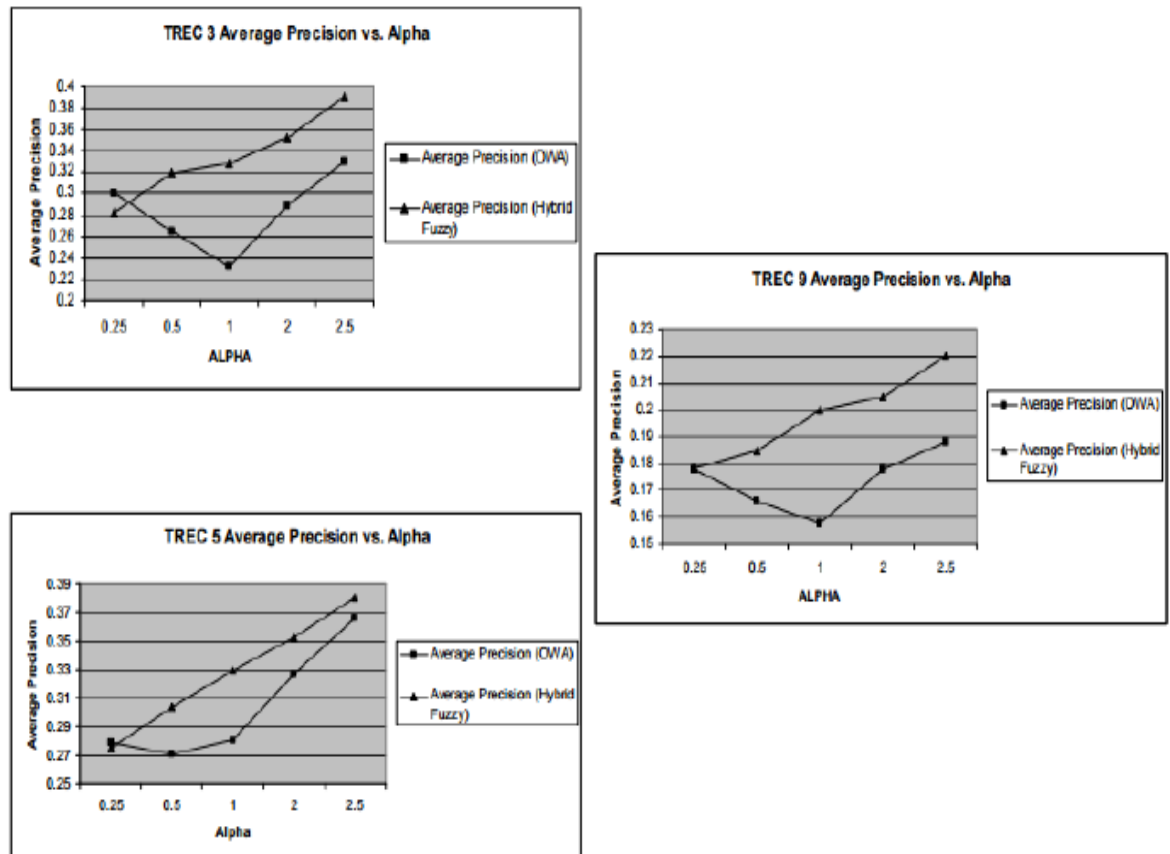 TREC 3 Average Precision vs. Alpha
0.4
0.38
0.36
0.34
0.32
0.3
0.28
0.26
0.24
0.22
0.2
Average Precision
0.25 0.5 1 2 2.5
ALPHA
Average Precision (OWA)
Average Precision (Hybrid
Fuzzy)
TREC 9 Average Precision vs. Alpha
0.23
0.22
0.21
0.2
0.19
0.18
0.17
0.16
0.15
Average Precision
0.25 0.5 1 2 2.5
ALPHA
Average Precision (OWA)
Average Precision (Hybrid
Fuzzy)
TREC 5 Average Precision vs. Alpha
0.39
0.37
0.35
0.33
0.31
0.29
0.27
0.25
Average Precision
0.25 0.5 1 2 2.5
Alpha
Average Precision (OWA)
Average Precision (Hybrid
Fuzzy)